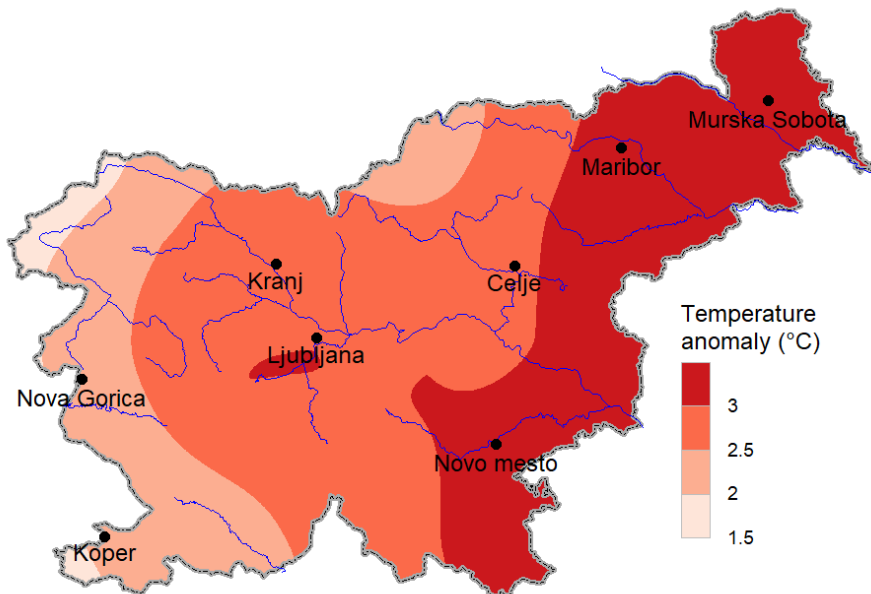 Murska Sobota
Maribor
Kranj
Celje
Ljubljana
Nova Gorica
Novo mesto
Koper
Temperature
anomaly (°C)
3
2.5
2
1.5